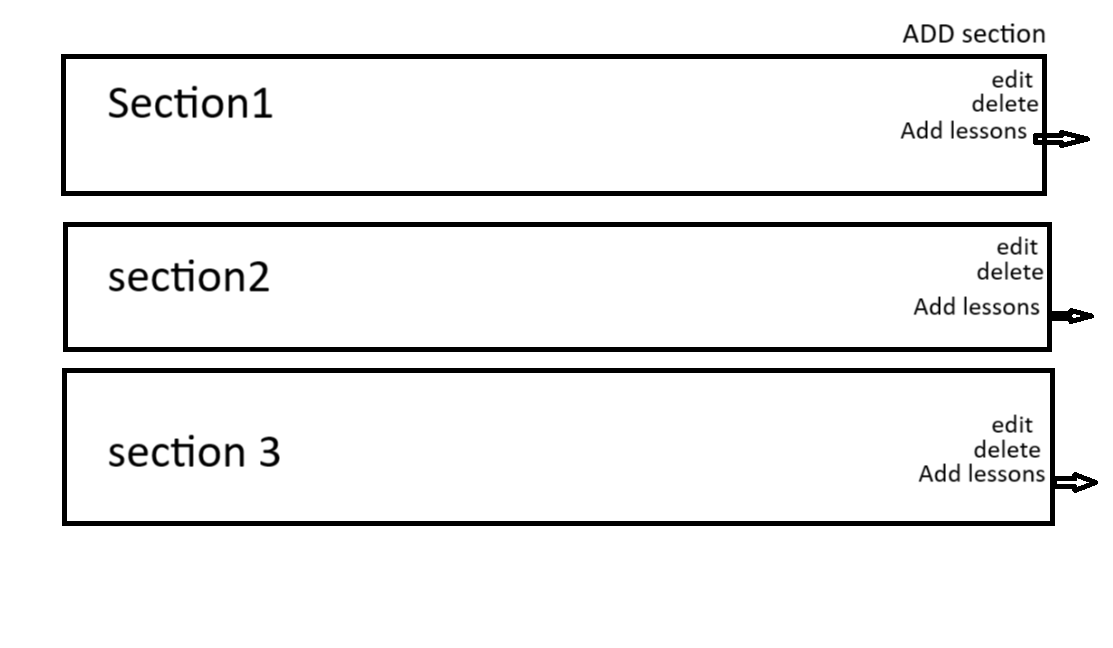 ADD section
Section1
edit
delete
Add lessons
section2
edit
delete
Add lessons
section 3
edit
delete
Add lessons